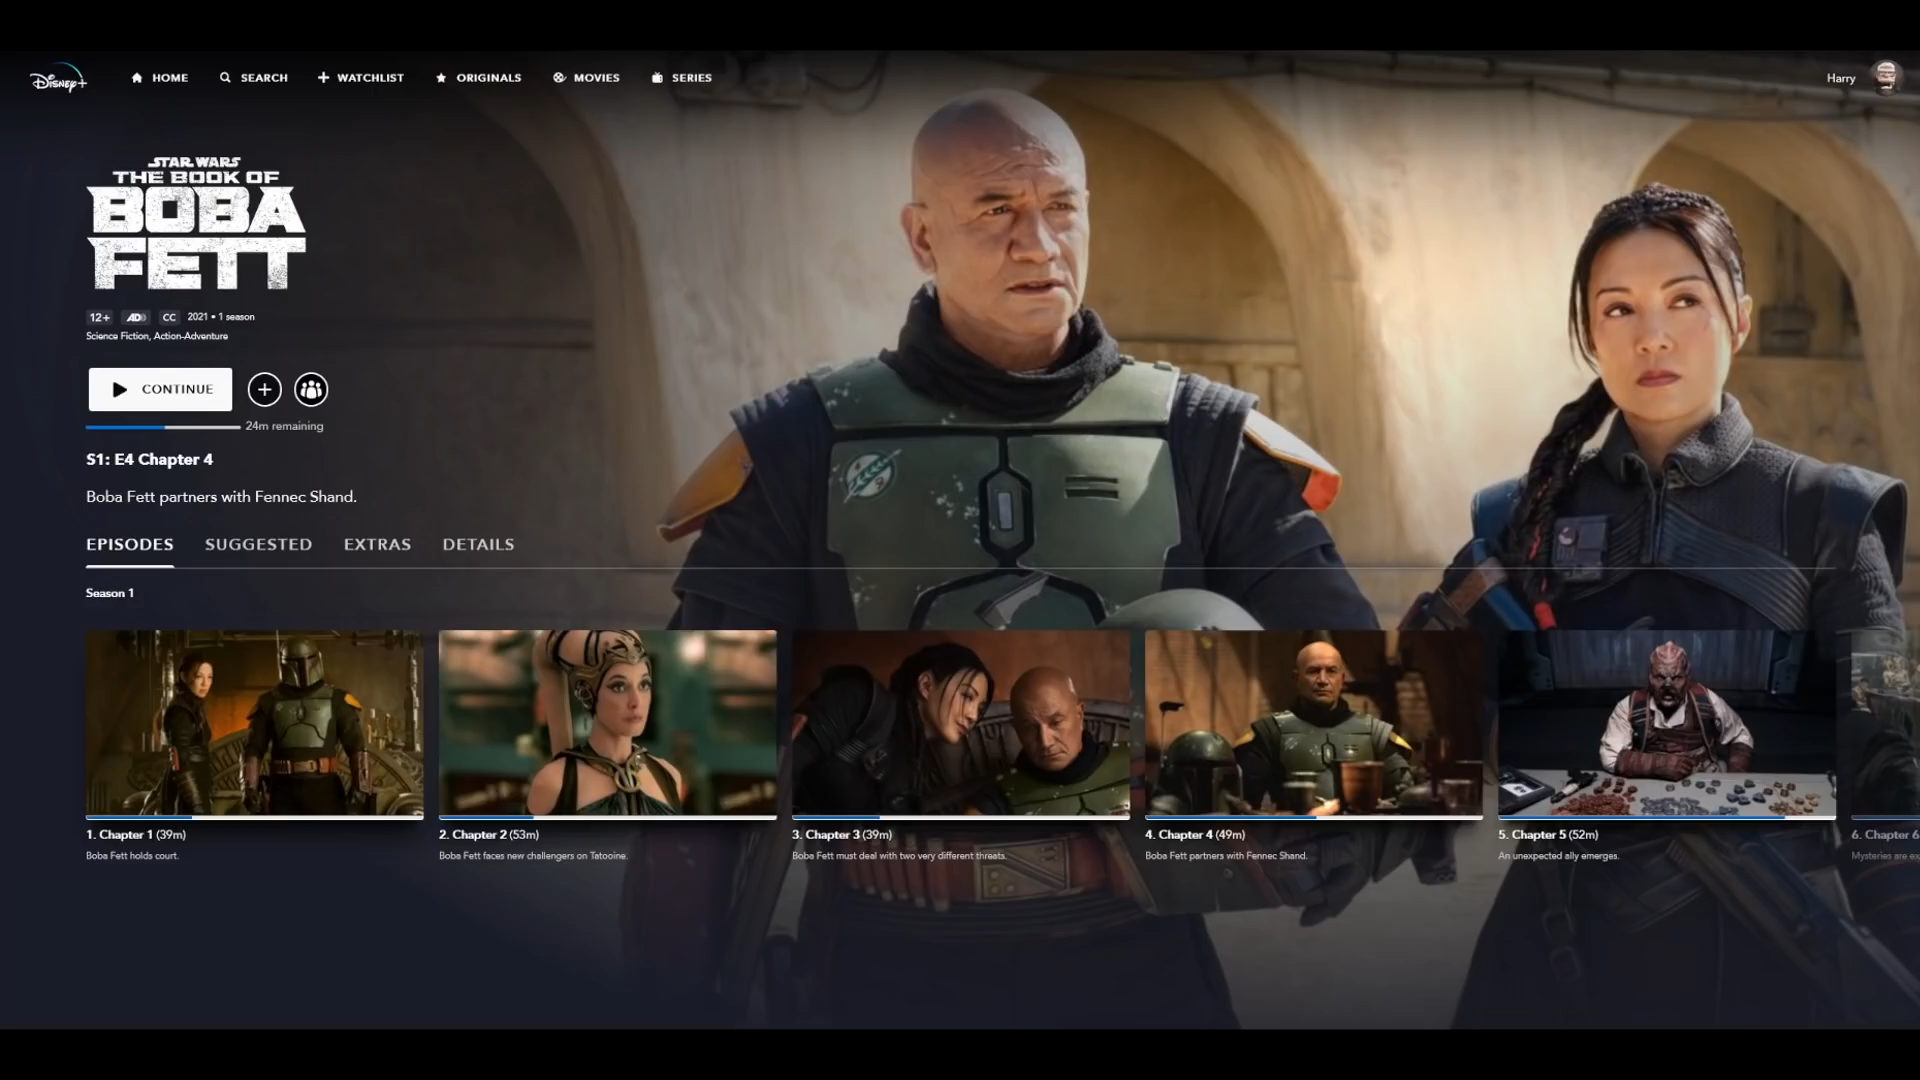 Disney+
HOME
SEARCH
WATCHLIST
ORIGINALS
MOVIES
SERIES
Harry
STAR WARS
THE BOOK OF
BOBA
FETT
12+ AD CC 2021 • 1 season
Science Fiction, Action-Adventure
CONTINUE
24m remaining
S1: E4 Chapter 4
Boba Fett partners with Fennec Shand.
EPISODES
SUGGESTED
EXTRAS
DETAILS
Season 1
1. Chapter 1 (39m)
Boba Fett holds court.
2. Chapter 2 (53m)
Boba Fett faces new challengers on Tatooine.
3. Chapter 3 (39m)
Boba Fett must deal with two very different threats.
4. Chapter 4 (49m)
Boba Fett partners with Fennec Shand.
5. Chapter 5 (52m)
An unexpected ally emerges.
6. Chapter 6
Mysteries are